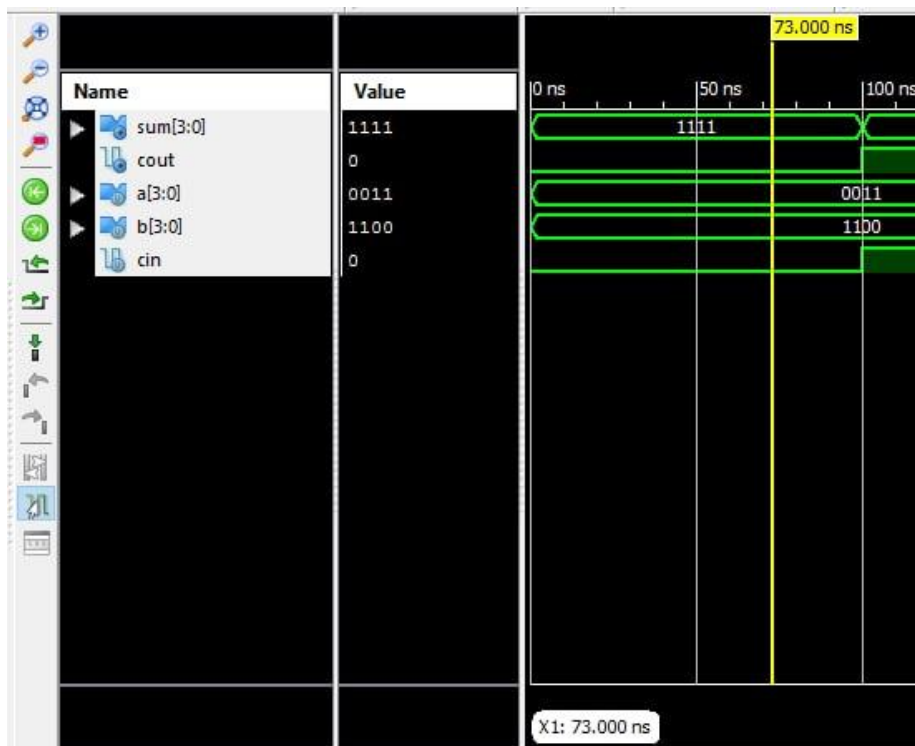 73.000 ns
Name Value 0 ns 50 ns 100 ns
sum[3:0] 1111 1111
cout 0
a[3:0] 0011 0011
b[3:0] 1100 1100
cin 0
X1: 73.000 ns